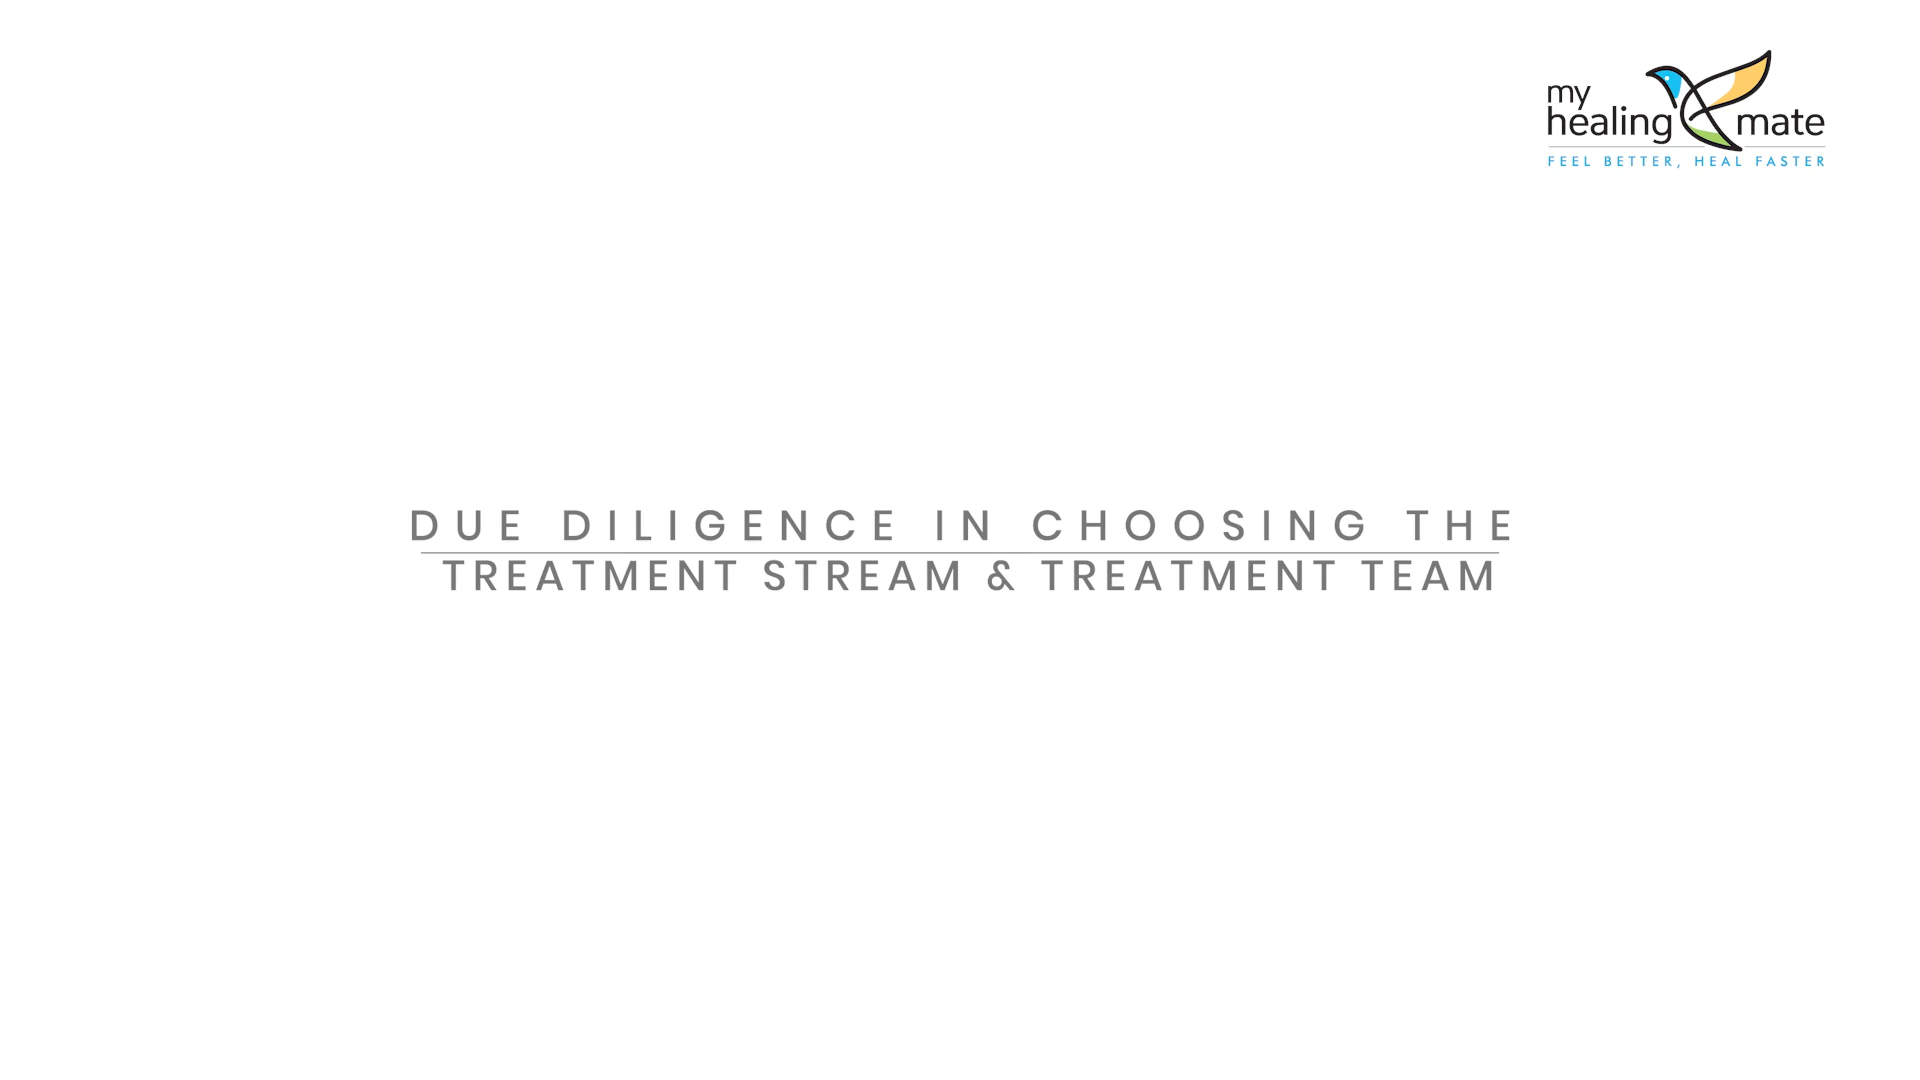 my
healing mate
FEEL BETTER, HEAL FASTER
DUE DILIGENCE IN CHOOSING THE
TREATMENT STREAM & TREATMENT TEAM